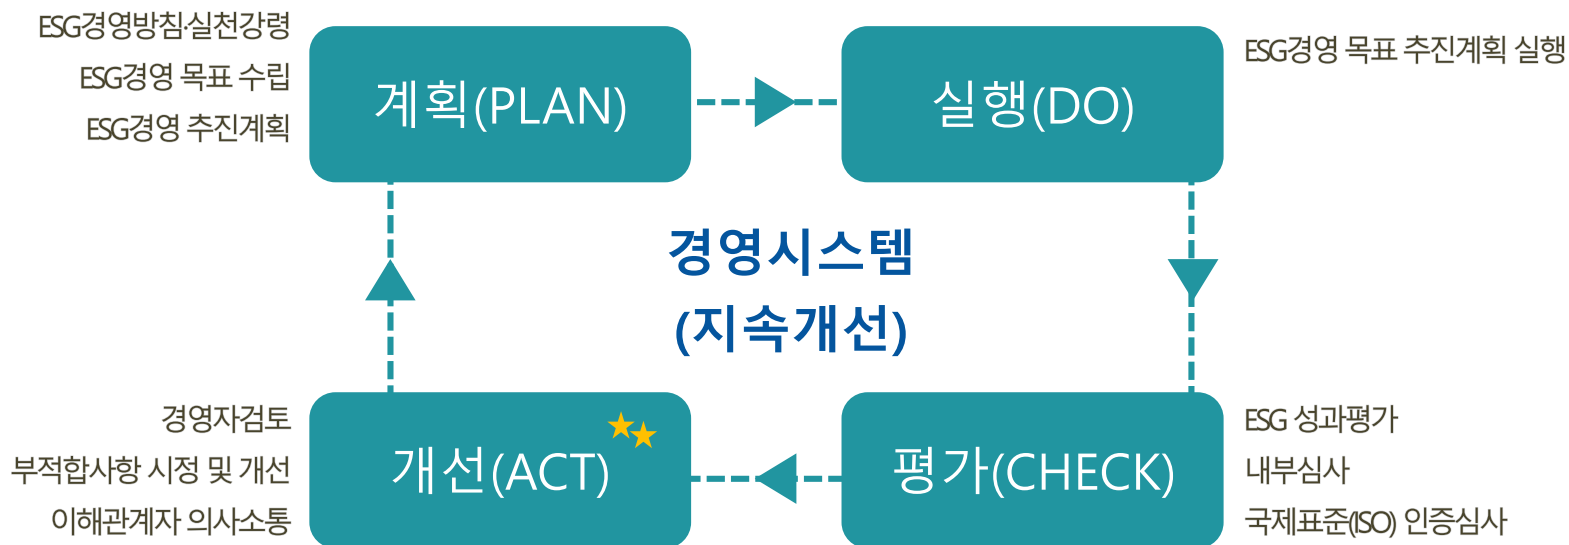 ESG경영방침·실천강령
ESG경영 목표 수립
ESG경영 추진계획
계획(PLAN)
실행(DO)
ESG경영 목표 추진계획 실행
경영시스템
(지속개선)
경영자검토
부적합사항 시정 및 개선
이해관계자 의사소통
개선(ACT)
평가(CHECK)
ESG 성과평가
내부심사
국제표준(ISO) 인증심사